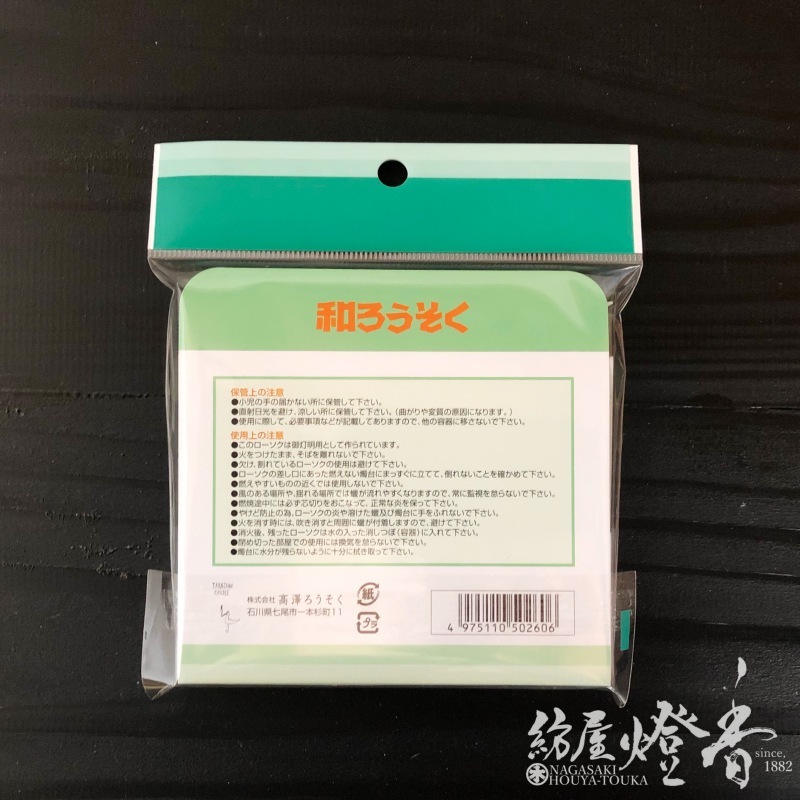 和ろうそく
保管上の注意
●小児の手の届かない所に保管して下さい。
●直射日光を避け、涼しい所に保管して下さい。(曲がりや変質の原因になります。)
●使用に際して、必要事項などが記載してありますので、他の容器に移さないで下さい。
使用上の注意
●このローソクは御灯明用として作られています。
●火をつけたまま、そばを離れないで下さい。
●欠け、割れているローソクの使用は避けて下さい。
●ローソクの差し口にあった燃えない燭台にまっすぐに立てて、倒れないことを確かめて下さい。
●燃えやすいものの近くでは使用しないで下さい。
●風のある場所や、揺れる場所では蠟が流れやすくなりますので、常に監視を怠らないで下さい。
●燃焼途中には必ず芯切りをおこなって、正常な炎を保って下さい。
●やけど防止の為、ローソクの炎や溶けた蠟及び燭台に手をふれないで下さい。
●火を消す時には、吹き消すと周囲に蠟が付着しますので、避けて下さい。
●消火後、残ったローソクは水の入った消しつぼ(容器)に入れて下さい。
●閉め切った部屋での使用には換気を怠らないで下さい。
●燭台に水分が残らないように十分に拭き取って下さい。
株式会社 高澤ろうそく
石川県七尾市一本杉町11
紙
プラ
4 975110 502606
紡屋燈香
since, 1882
NAGASAKI
HOUYA-TOUKA